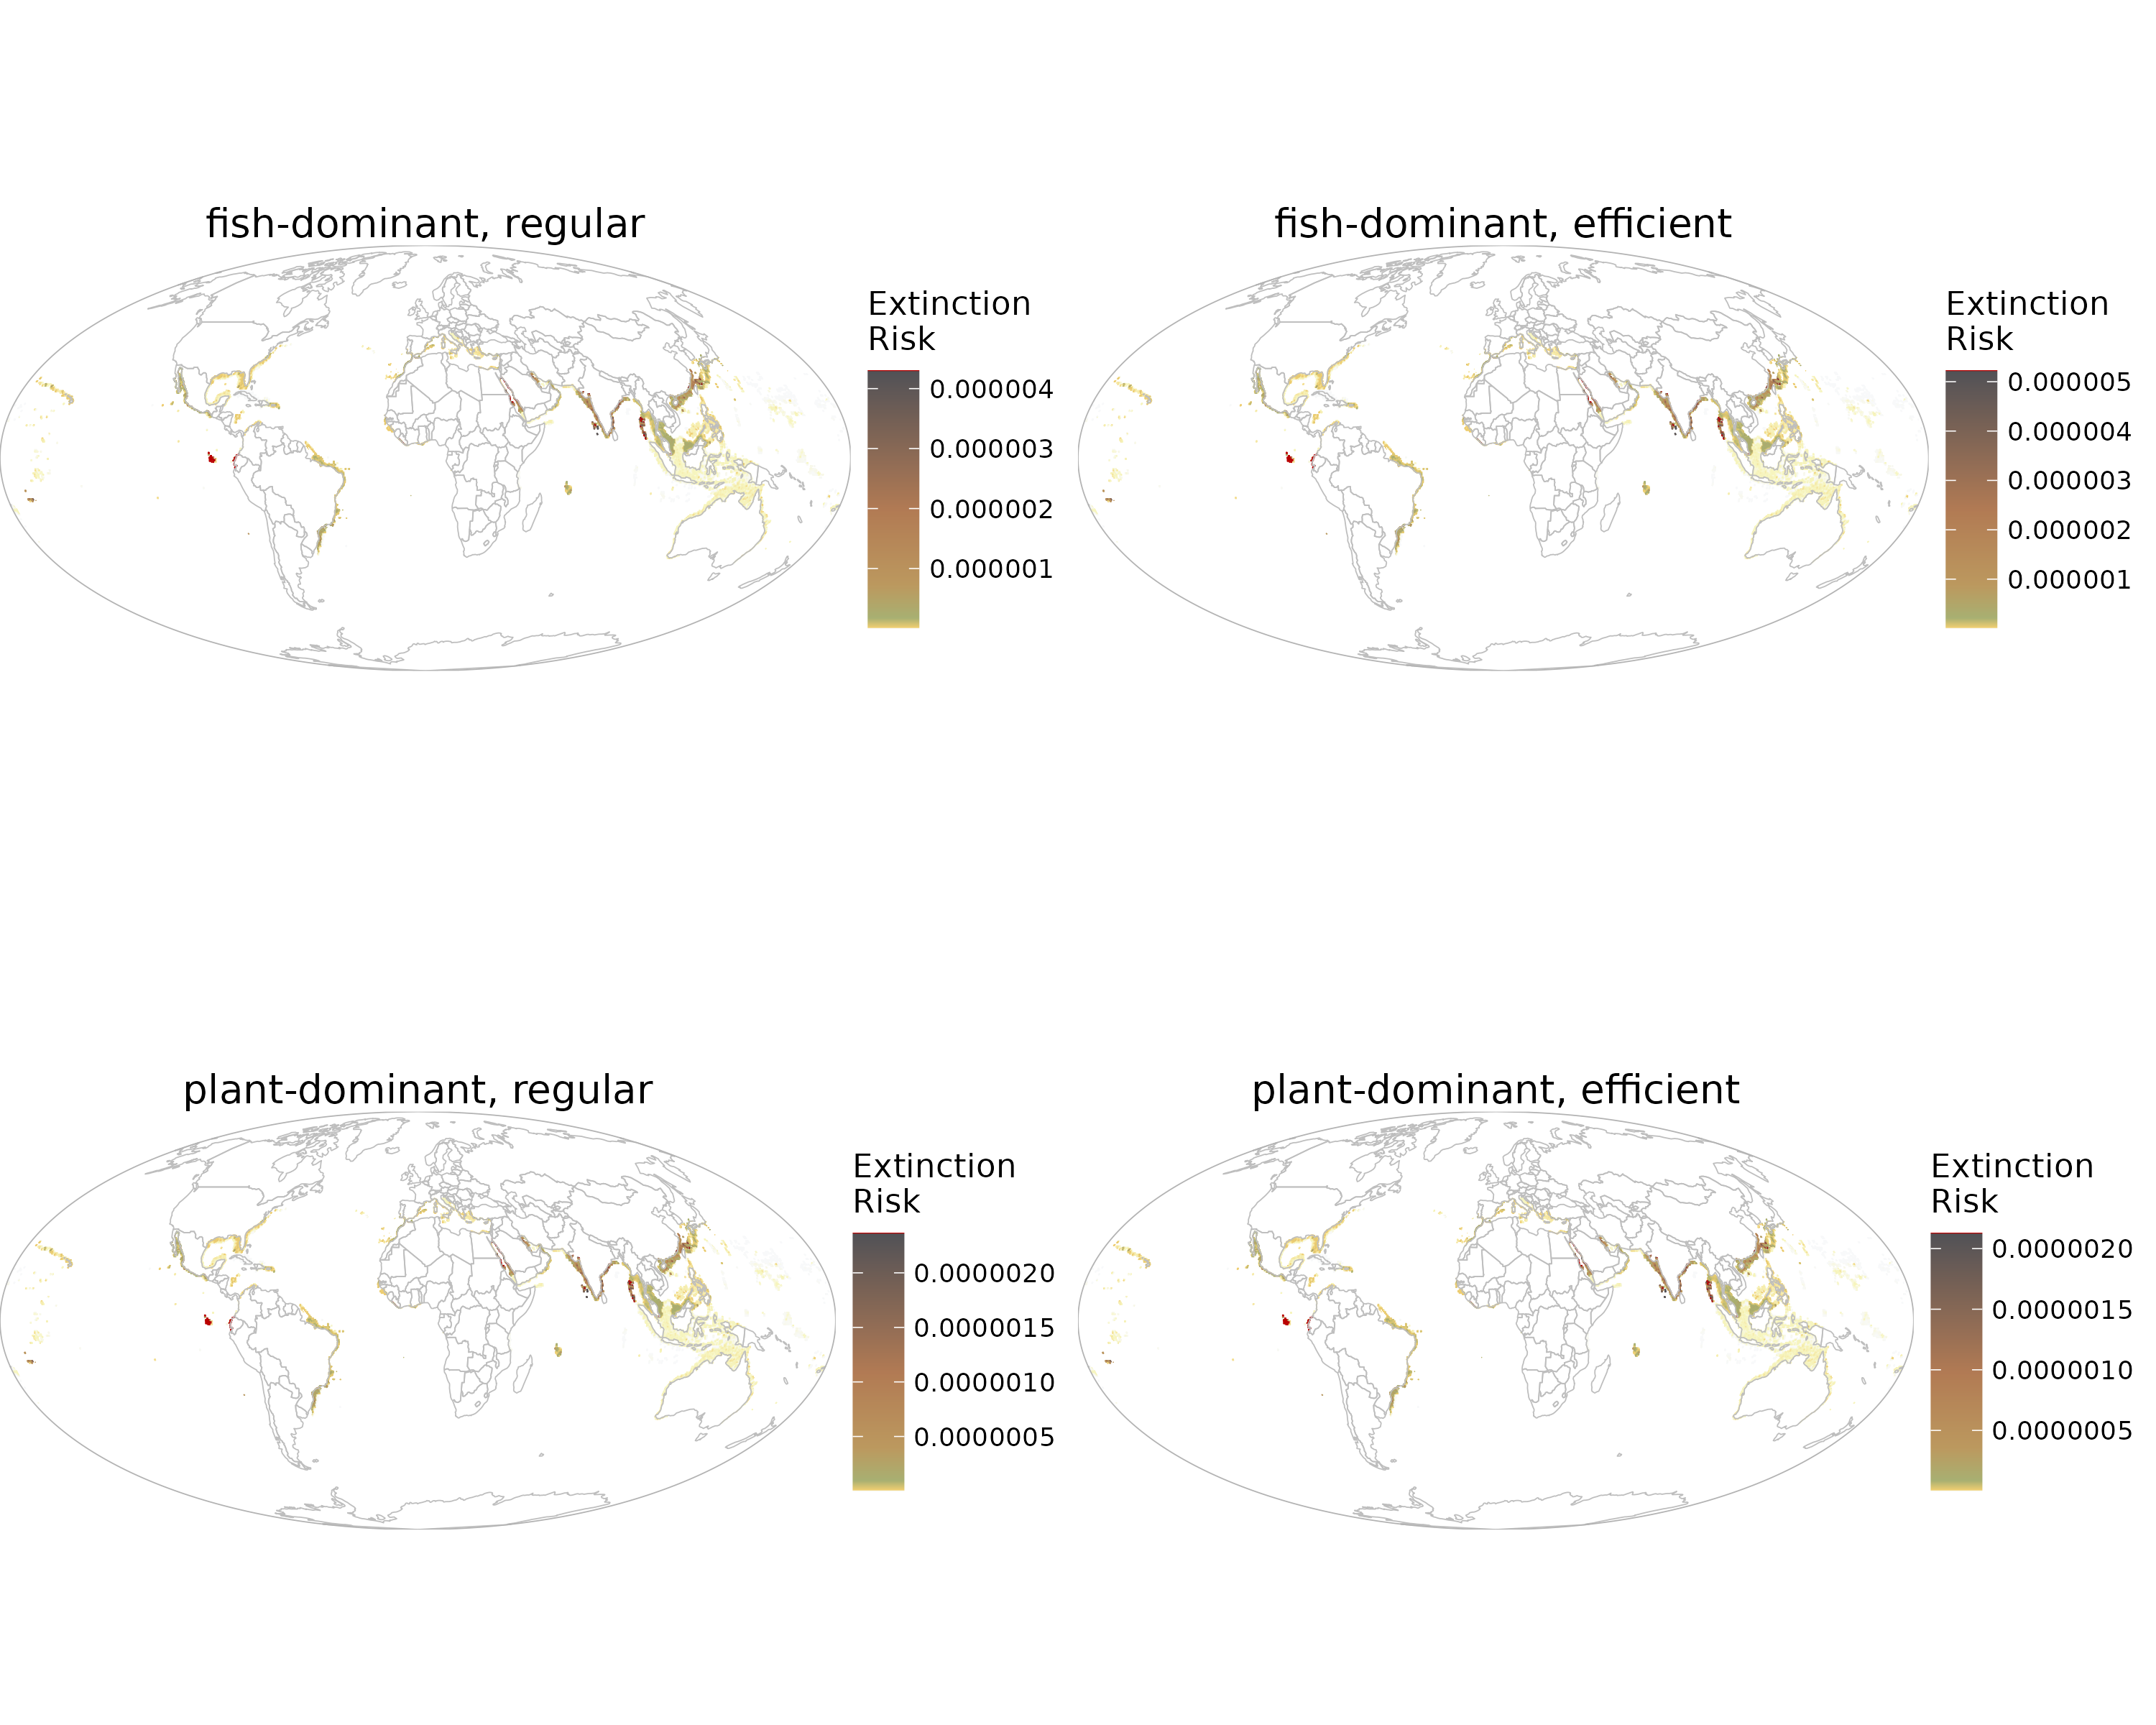 fish-dominant, regular
Extinction
Risk
0.000004
0.000003
0.000002
0.000001
fish-dominant, efficient
Extinction
Risk
0.000005
0.000004
0.000003
0.000002
0.000001
plant-dominant, regular
Extinction
Risk
0.0000020
0.0000015
0.0000010
0.0000005
plant-dominant, efficient
Extinction
Risk
0.0000020
0.0000015
0.0000010
0.0000005